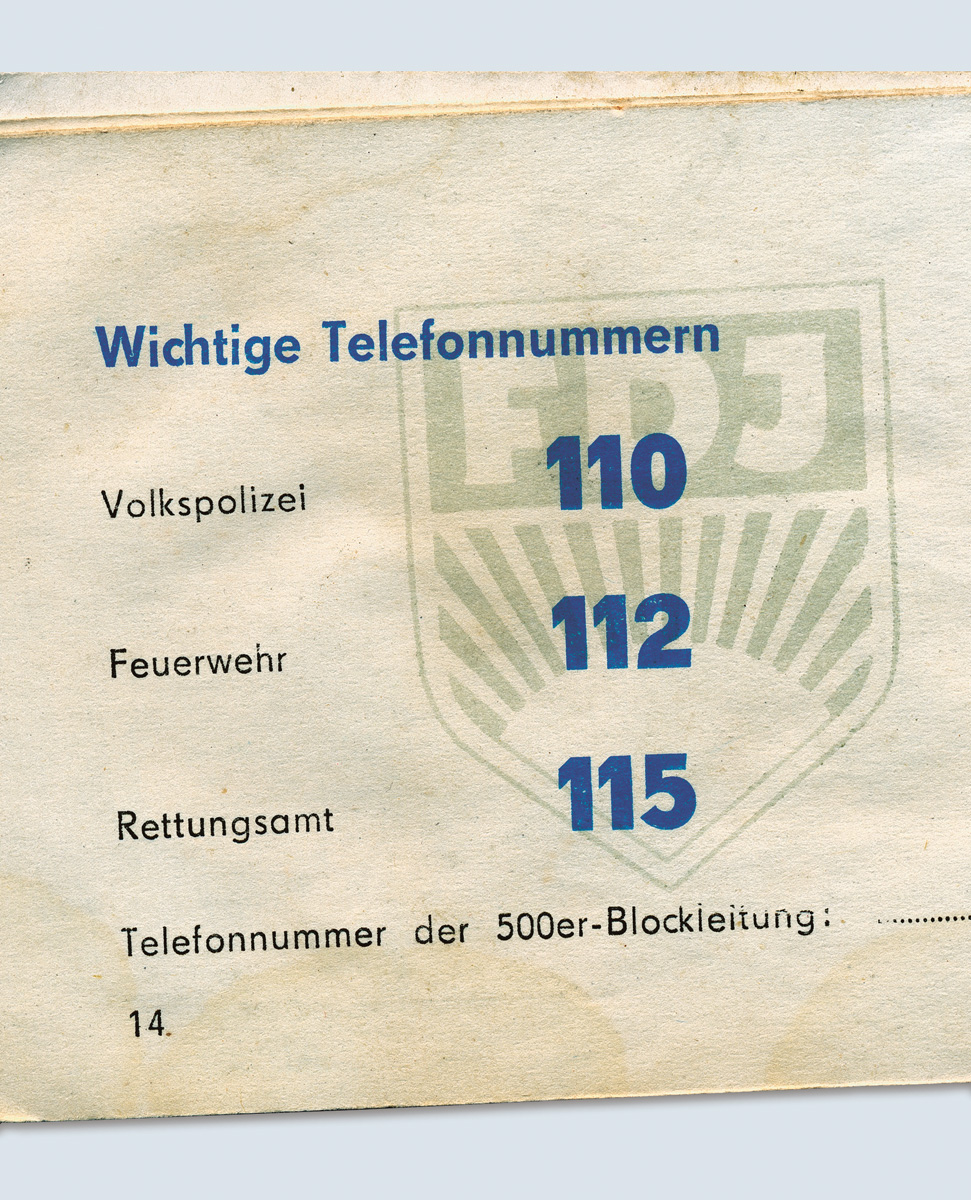 Wichtige Telefonnummern
FDJ
Volkspolizei 110
Feuerwehr 112
Rettungsamt 115
Telefonnummer der 500er-Blockleitung: ............
14.